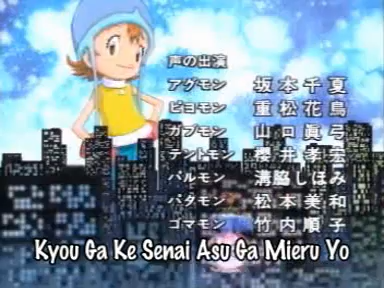 声の出演
アグモン 坂本千夏
ピヨモン 重松花鳥
ガブモン 山口眞弓
テントモン 櫻井孝宏
パルモン 溝脇しほみ
パタモン 松本美和
ゴマモン 竹内順子
Kyou Ga Ke Senai Asu Ga Mieru Yo